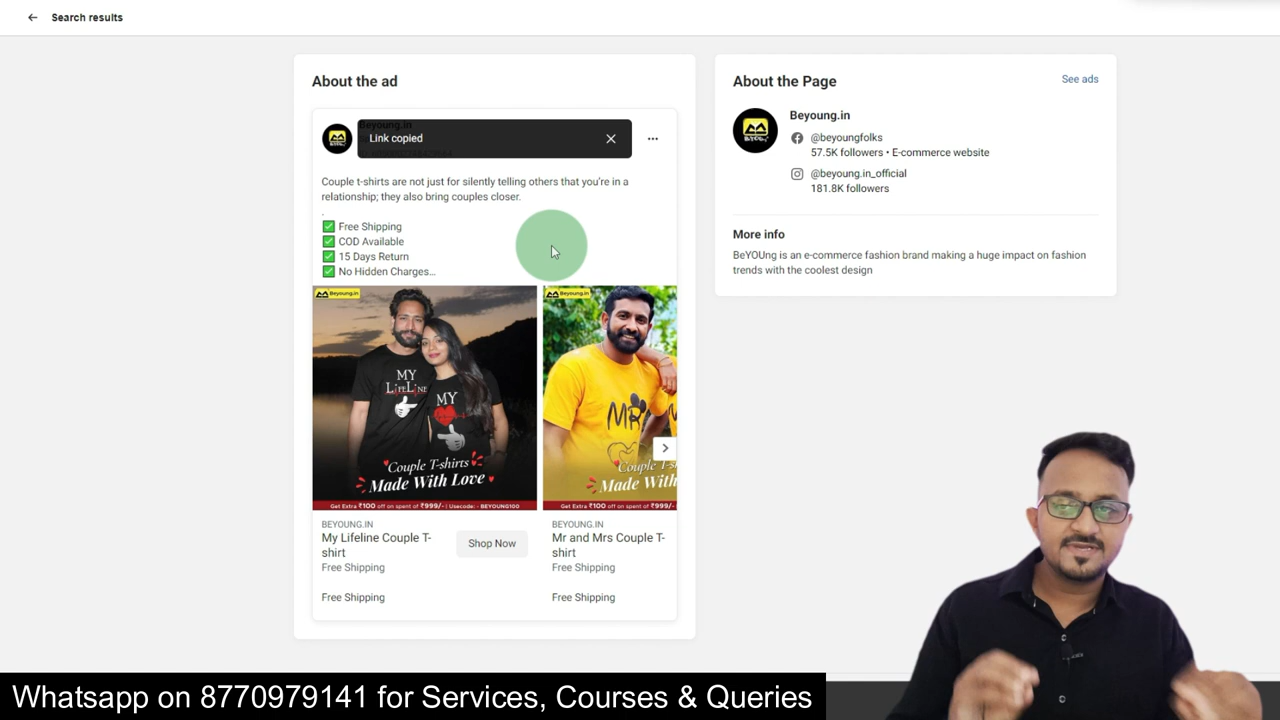 Search results
About the ad
Link copied
Couple t-shirts are not just for silently telling others that you're in a
relationship; they also bring couples closer.
.
✅ Free Shipping
✅ COD Available
✅ 15 Days Return
✅ No Hidden Charges...
Beyoung.in
MY
LIFELINE
MY
Couple T-shirts
Made With Love
Get Extra ₹100 off on spent of ₹999/- | Usecode: - BEYOUNG100
Beyoung.in
MR
Couple T-s
Made With
Get Extra ₹100 off on spent of ₹999/-
BEYOUNG.IN
My Lifeline Couple T-
shirt
Free Shipping
Shop Now
Free Shipping
BEYOUNG.IN
Mr and Mrs Couple T-
shirt
Free Shipping
Free Shipping
About the Page
See ads
Beyoung.in
@beyoungfolks
57.5K followers • E-commerce website
@beyoung.in_official
181.8K followers
More info
BeYOUng is an e-commerce fashion brand making a huge impact on fashion
trends with the coolest design
Whatsapp on 8770979141 for Services, Courses & Queries